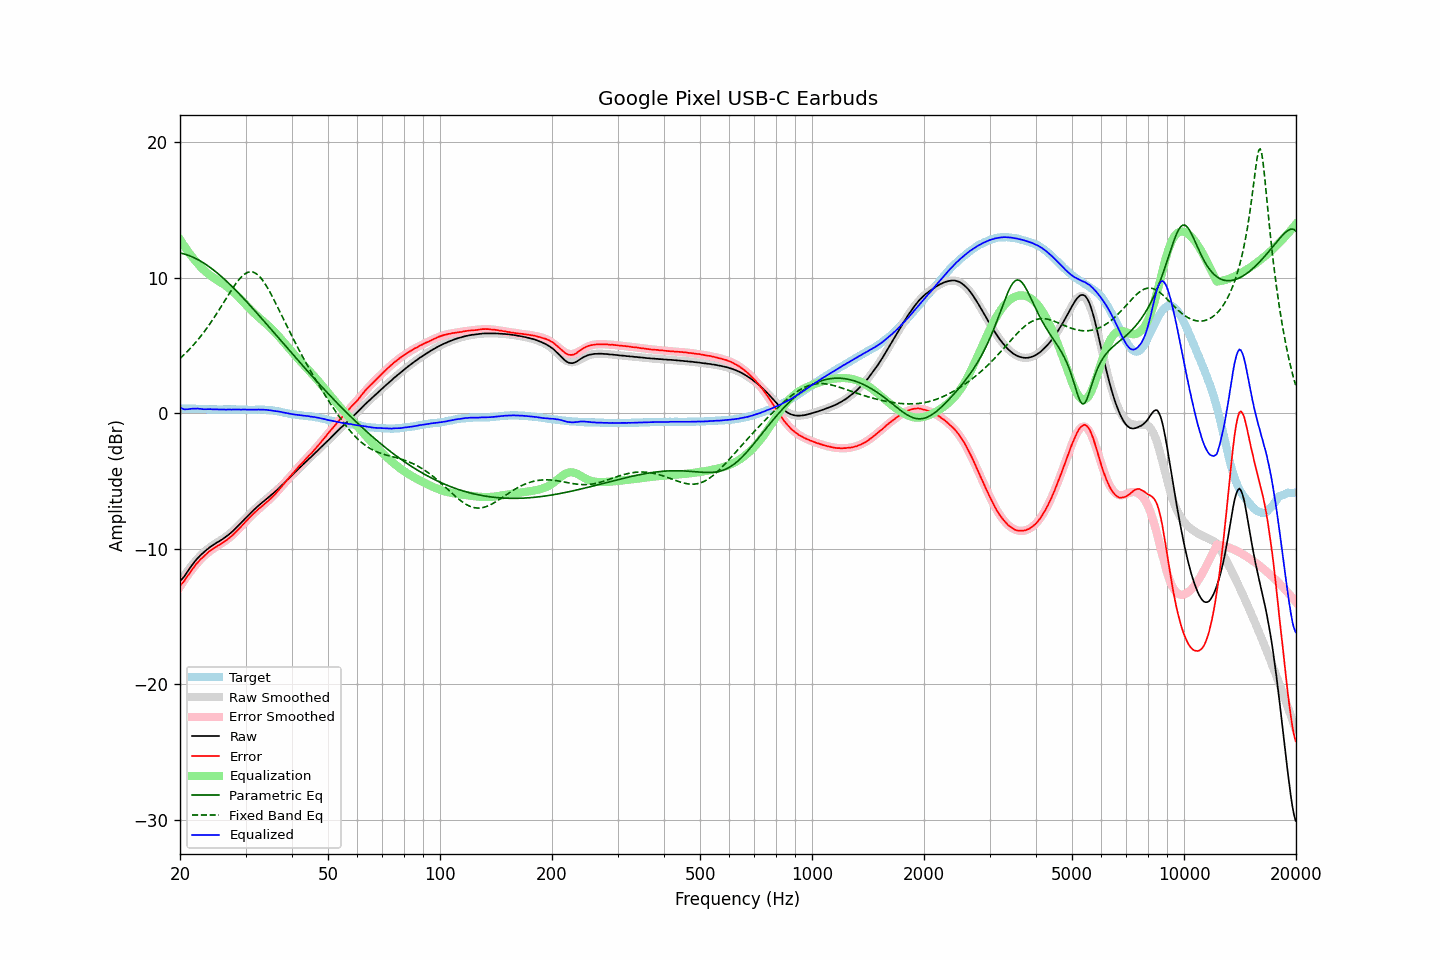 Google Pixel USB-C Earbuds
Amplitude (dBr)
20
10
0
−10
−20
−30
Target
Raw Smoothed
Error Smoothed
Raw
Error
Equalization
Parametric Eq
Fixed Band Eq
Equalized
20 50 100 200 500 1000 2000 5000 10000 20000
Frequency (Hz)